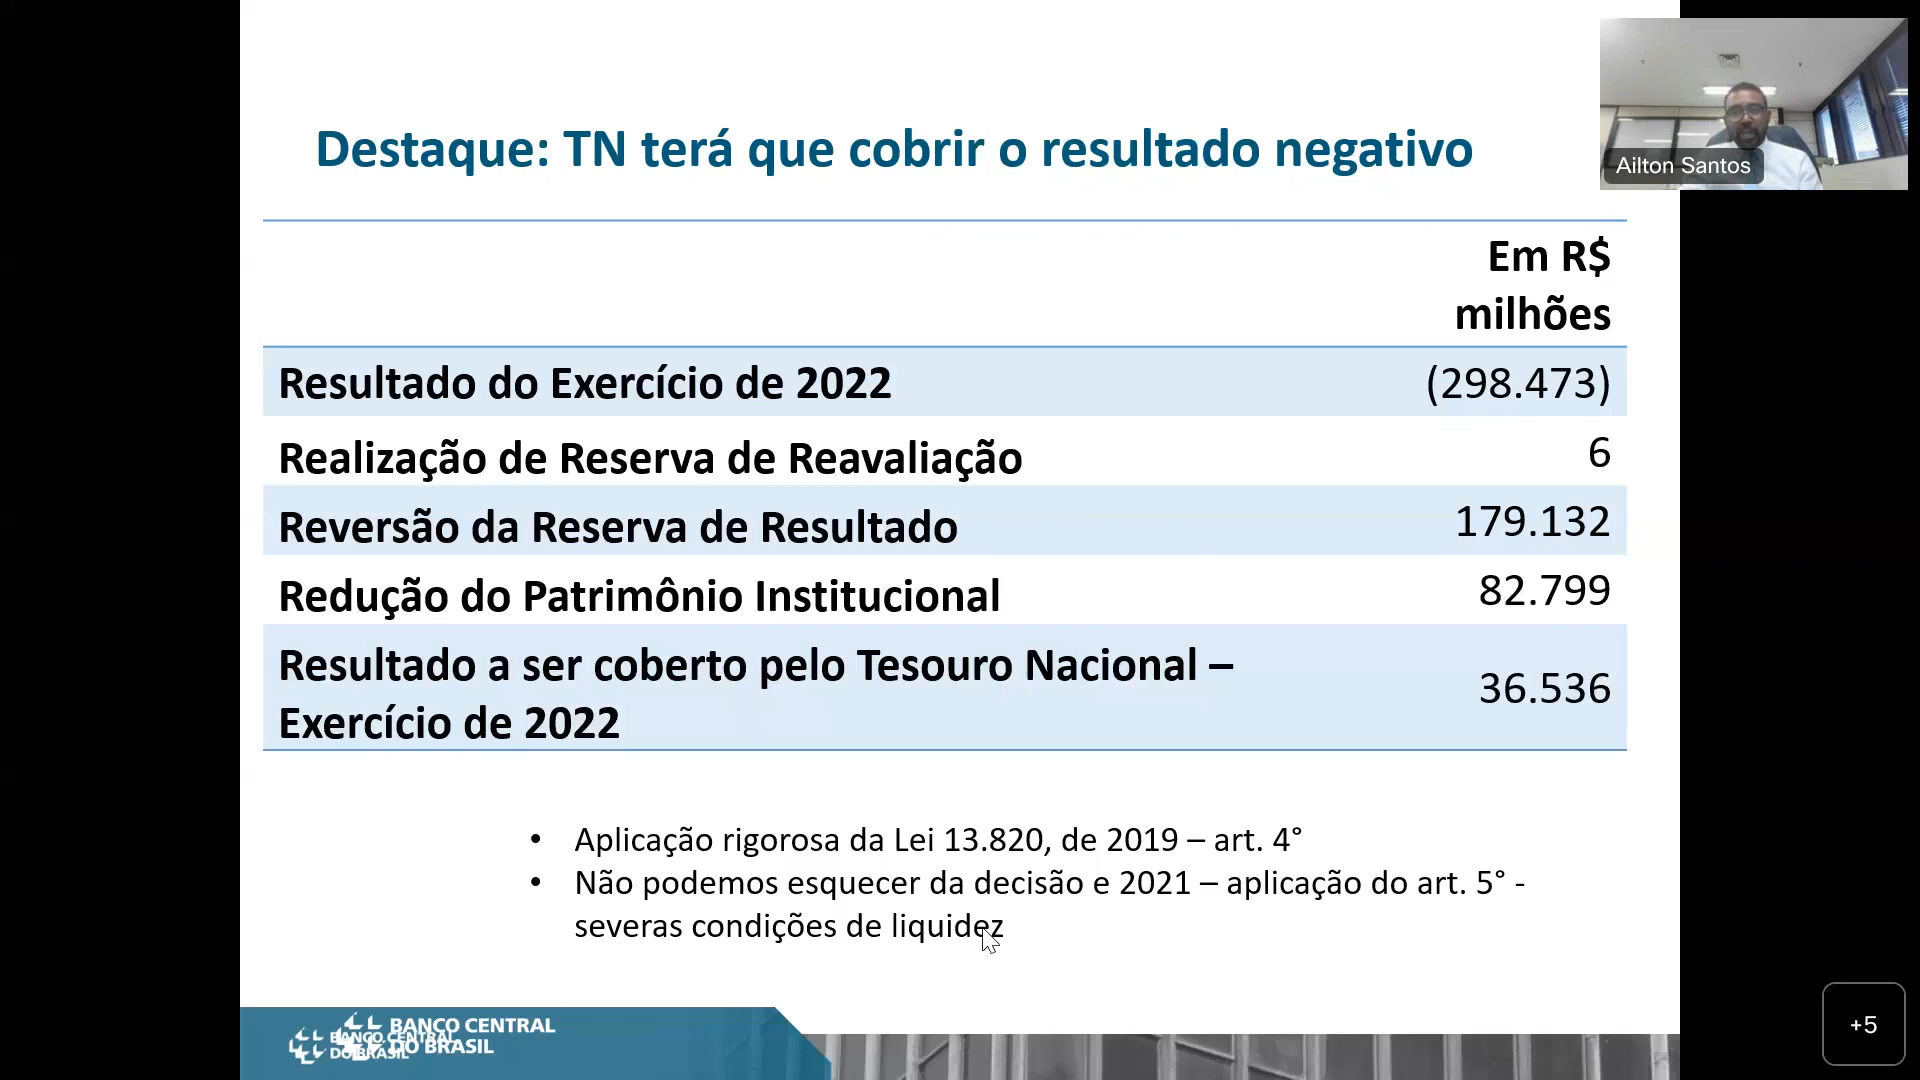 Destaque: TN terá que cobrir o resultado negativo
Ailton Santos
Em R$
milhões
Resultado do Exercício de 2022 (298.473)
Realização de Reserva de Reavaliação 6
Reversão da Reserva de Resultado 179.132
Redução do Patrimônio Institucional 82.799
Resultado a ser coberto pelo Tesouro Nacional –
Exercício de 2022 36.536
• Aplicação rigorosa da Lei 13.820, de 2019 – art. 4°
• Não podemos esquecer da decisão e 2021 – aplicação do art. 5° -
severas condições de liquidez
BANCO CENTRAL
DO BRASIL
BANCO CENTRAL
DO BRASIL
+5